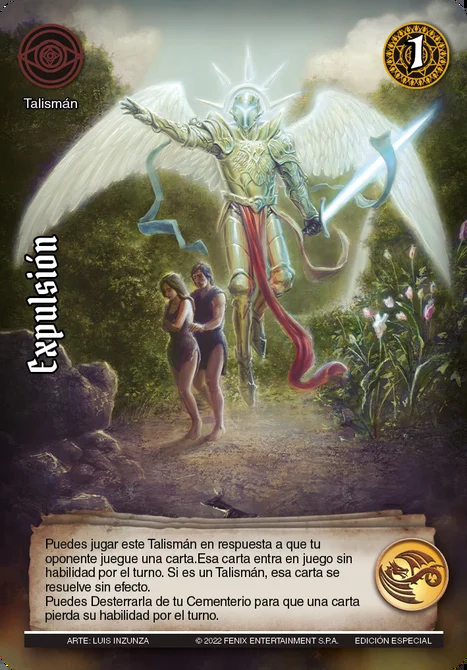 1
Talismán
Expulsión
Puedes jugar este Talismán en respuesta a que tu
oponente juegue una carta.Esa carta entra en juego sin
habilidad por el turno. Si es un Talismán, esa carta se
resuelve sin efecto.
Puedes Desterrarla de tu Cementerio para que una carta
pierda su habilidad por el turno.
ARTE: LUIS INZUNZA © 2022 FENIX ENTERTAINMENT S.P.A. EDICIÓN ESPECIAL